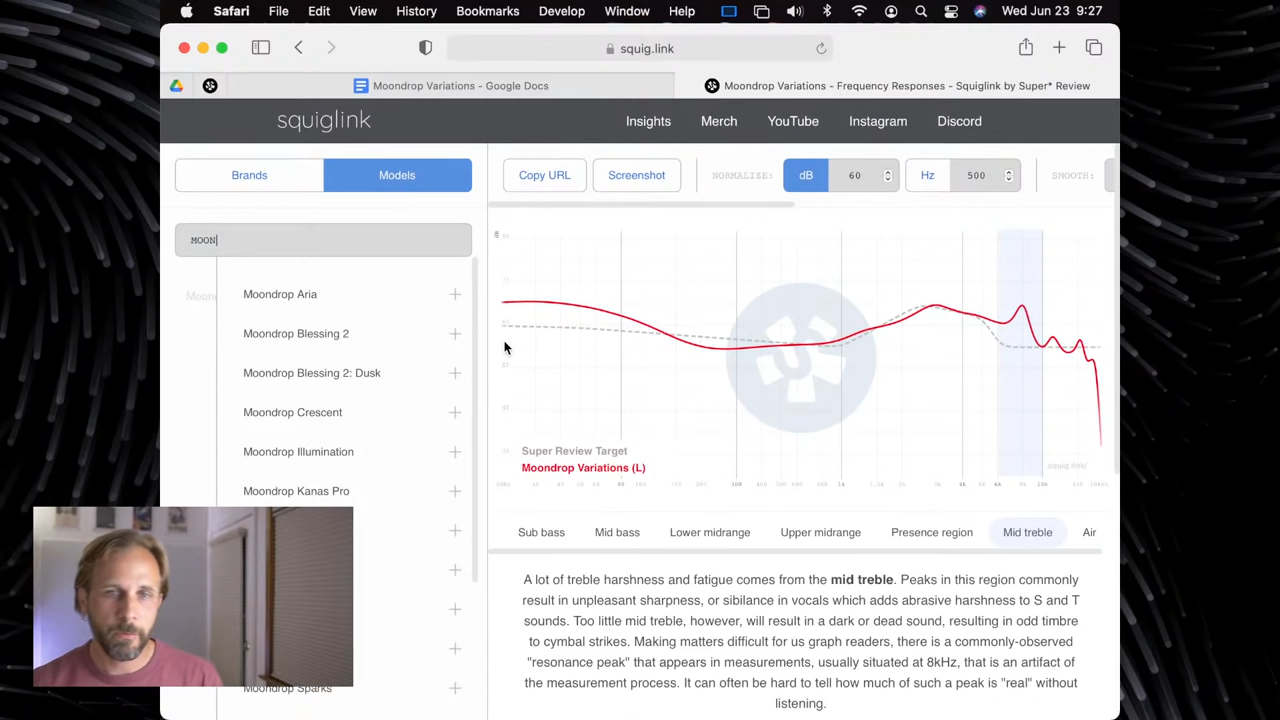 Safari File Edit View History Bookmarks Develop Window Help Wed Jun 23 9:27
squig.link
Moondrop Variations - Google Docs
Moondrop Variations - Frequency Responses - Squiglink by Super* Review
squiglink
Insights Merch YouTube Instagram Discord
Brands Models
Copy URL Screenshot NORMALIZE: dB 60 Hz 500 SMOOTH:
MOON
Moondrop Aria
Moondrop Blessing 2
Moondrop Blessing 2: Dusk
Moondrop Crescent
Moondrop Illumination
Moondrop Kanas Pro
Moondrop Sparks
Super Review Target
Moondrop Variations (L)
squig.link/
Sub bass Mid bass Lower midrange Upper midrange Presence region Mid treble Air
A lot of treble harshness and fatigue comes from the mid treble. Peaks in this region commonly
result in unpleasant sharpness, or sibilance in vocals which adds abrasive harshness to S and T
sounds. Too little mid treble, however, will result in a dark or dead sound, resulting in odd timbre
to cymbal strikes. Making matters difficult for us graph readers, there is a commonly-observed
"resonance peak" that appears in measurements, usually situated at 8kHz, that is an artifact of
the measurement process. It can often be hard to tell how much of such a peak is "real" without
listening.